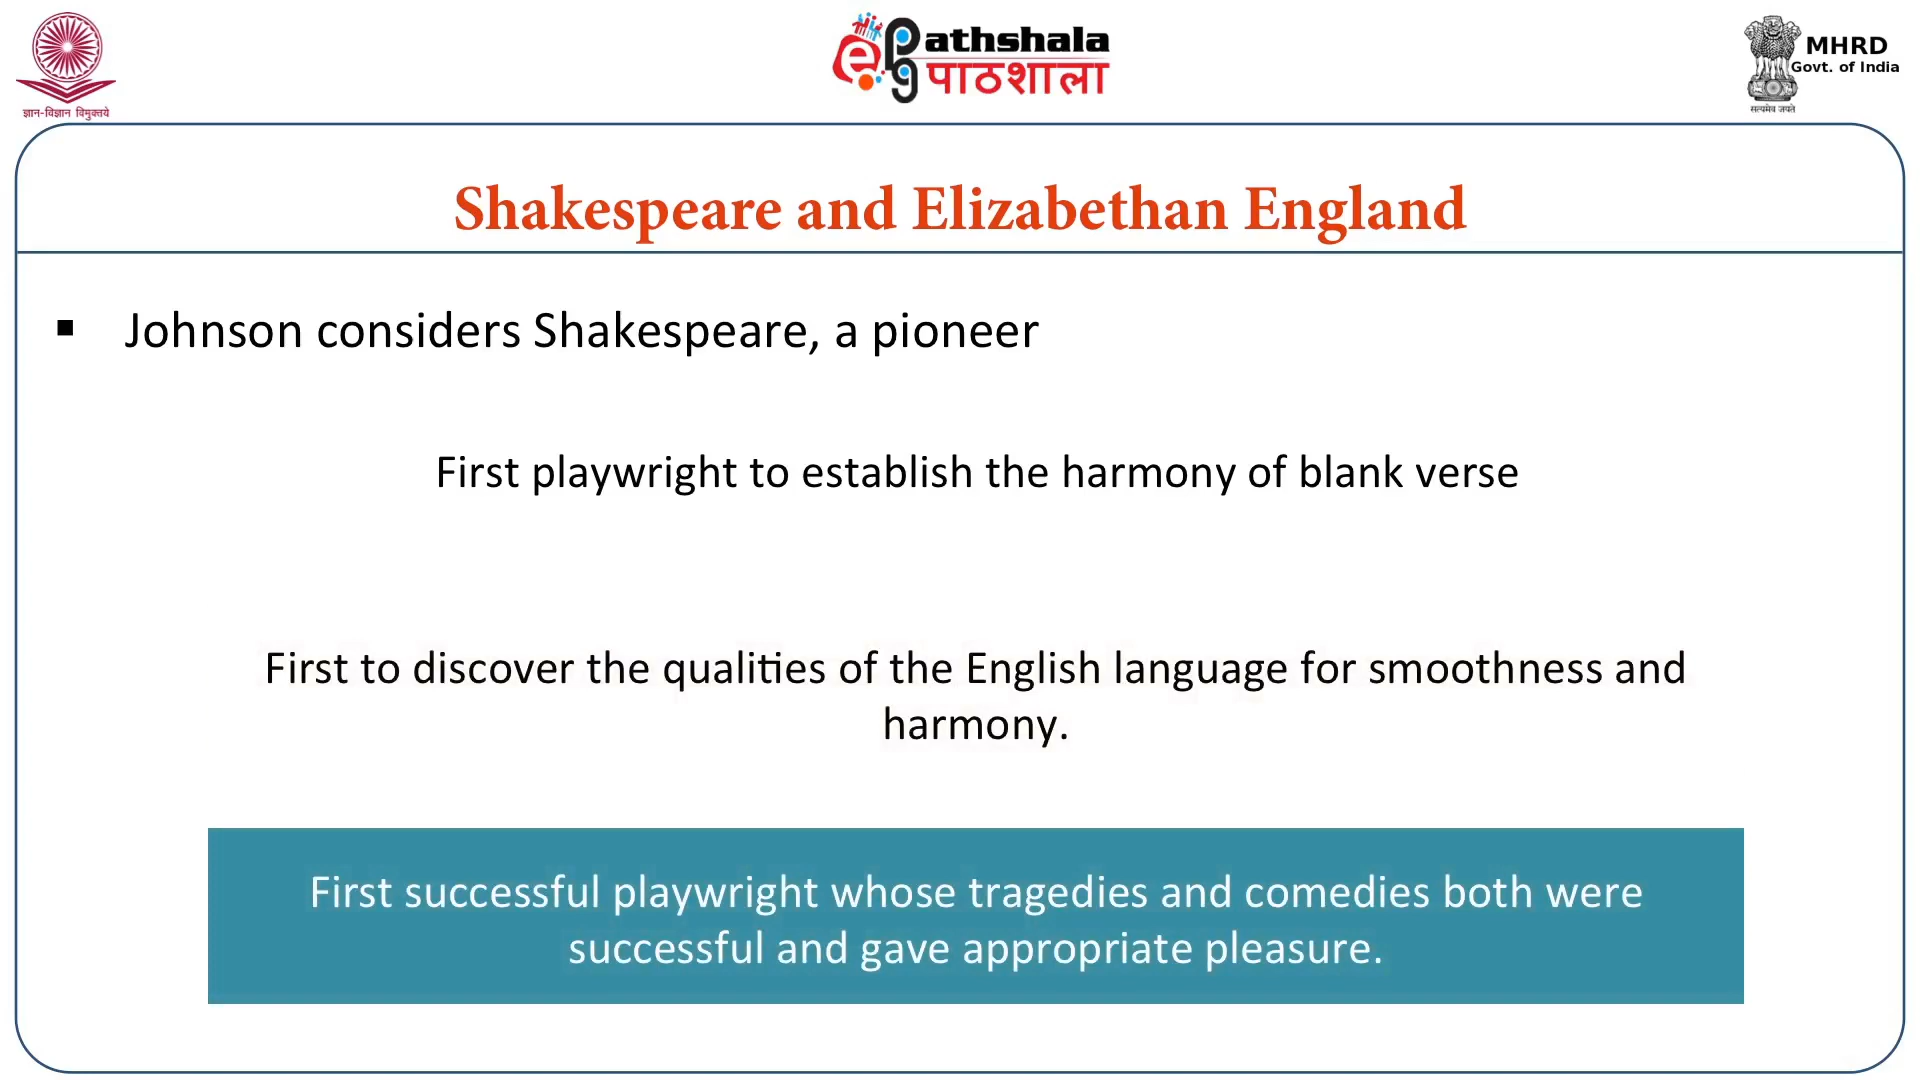 ज्ञान-विज्ञान विमुक्तये
ePG Pathshala
पाठशाला
MHRD
Govt. of India
सत्यमेव जयते
Shakespeare and Elizabethan England
▪ Johnson considers Shakespeare, a pioneer
First playwright to establish the harmony of blank verse
First to discover the qualities of the English language for smoothness and
harmony.
First successful playwright whose tragedies and comedies both were
successful and gave appropriate pleasure.